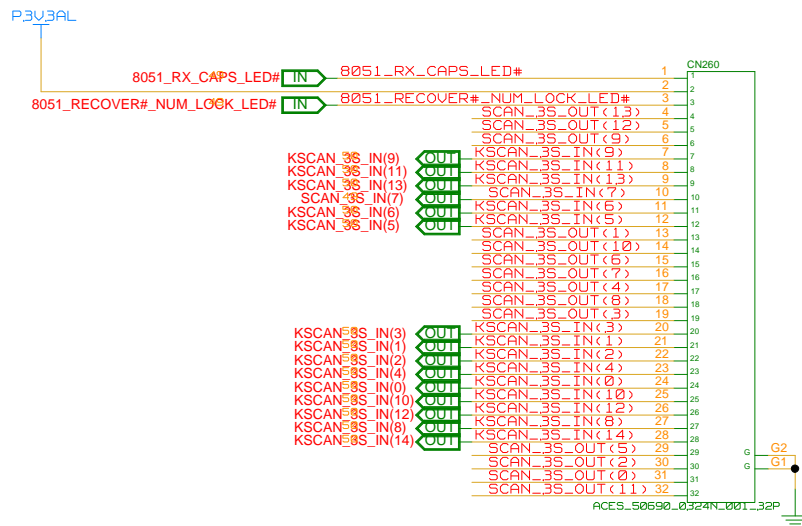 P3V3AL
CN260
8051_RX_CAPS_LED# IN 8051_RX_CAPS_LED# 1 1
2 2
8051_RECOVER#_NUM_LOCK_LED# IN 8051_RECOVER#_NUM_LOCK_LED# 3 3
SCAN_3S_OUT(13) 4 4
SCAN_3S_OUT(12) 5 5
SCAN_3S_OUT(9) 6 6
KSCAN_3S_IN(9) OUT KSCAN_3S_IN(9) 7 7
KSCAN_3S_IN(11) OUT KSCAN_3S_IN(11) 8 8
KSCAN_3S_IN(13) OUT KSCAN_3S_IN(13) 9 9
SCAN_3S_IN(7) OUT SCAN_3S_IN(7) 10 10
KSCAN_3S_IN(6) OUT KSCAN_3S_IN(6) 11 11
KSCAN_3S_IN(5) OUT KSCAN_3S_IN(5) 12 12
SCAN_3S_OUT(1) 13 13
SCAN_3S_OUT(10) 14 14
SCAN_3S_OUT(6) 15 15
SCAN_3S_OUT(7) 16 16
SCAN_3S_OUT(4) 17 17
SCAN_3S_OUT(8) 18 18
SCAN_3S_OUT(3) 19 19
KSCAN_3S_IN(3) OUT KSCAN_3S_IN(3) 20 20
KSCAN_3S_IN(1) OUT KSCAN_3S_IN(1) 21 21
KSCAN_3S_IN(2) OUT KSCAN_3S_IN(2) 22 22
KSCAN_3S_IN(4) OUT KSCAN_3S_IN(4) 23 23
KSCAN_3S_IN(0) OUT KSCAN_3S_IN(0) 24 24
KSCAN_3S_IN(10) OUT KSCAN_3S_IN(10) 25 25
KSCAN_3S_IN(12) OUT KSCAN_3S_IN(12) 26 26
KSCAN_3S_IN(8) OUT KSCAN_3S_IN(8) 27 27
KSCAN_3S_IN(14) OUT KSCAN_3S_IN(14) 28 28
SCAN_3S_OUT(5) 29 29 G G2
SCAN_3S_OUT(2) 30 30 G G1
SCAN_3S_OUT(0) 31 31
SCAN_3S_OUT(11) 32 32
ACES_50690_0324N_001_32P